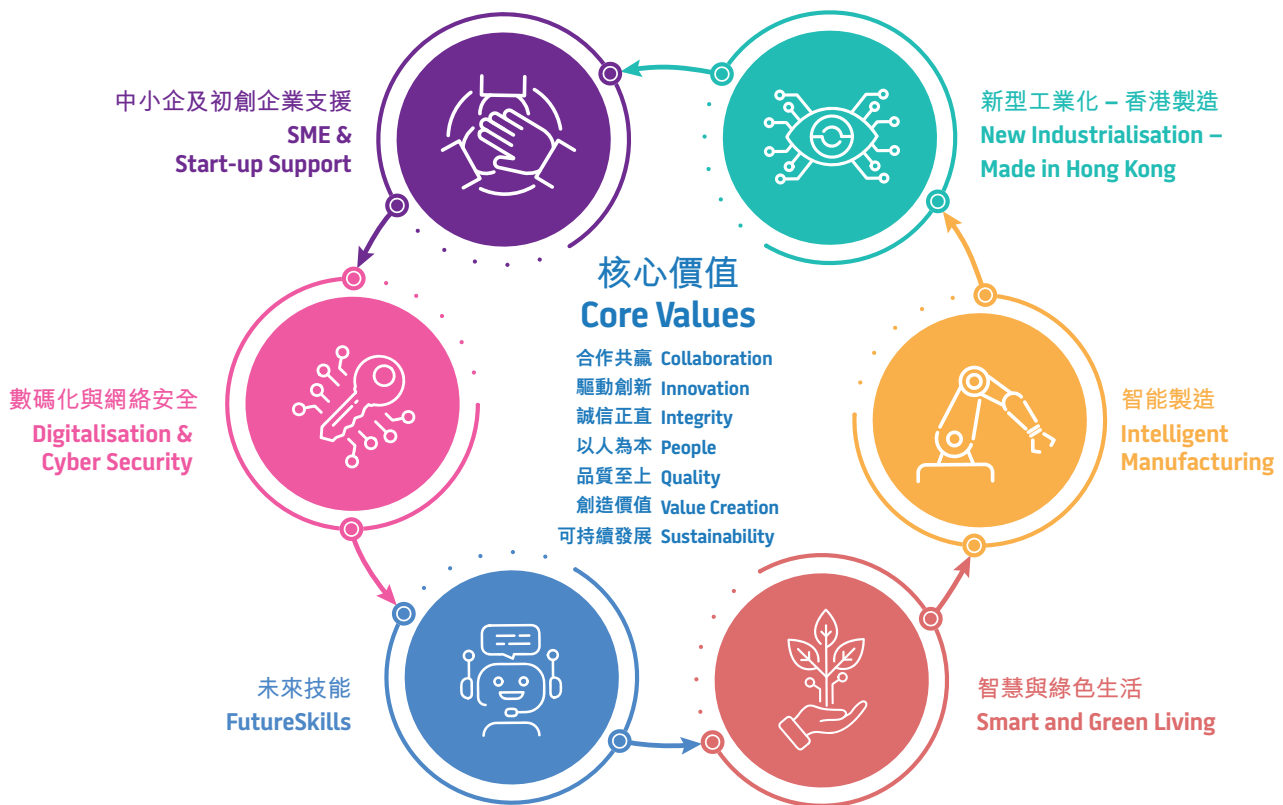 中小企及初創企業支援
SME &
Start-up Support
新型工業化 – 香港製造
New Industrialisation –
Made in Hong Kong
核心價值
Core Values
合作共贏 Collaboration
驅動創新 Innovation
誠信正直 Integrity
以人為本 People
品質至上 Quality
創造價值 Value Creation
可持續發展 Sustainability
數碼化與網絡安全
Digitalisation &
Cyber Security
智能製造
Intelligent
Manufacturing
未來技能
FutureSkills
智慧與綠色生活
Smart and Green Living